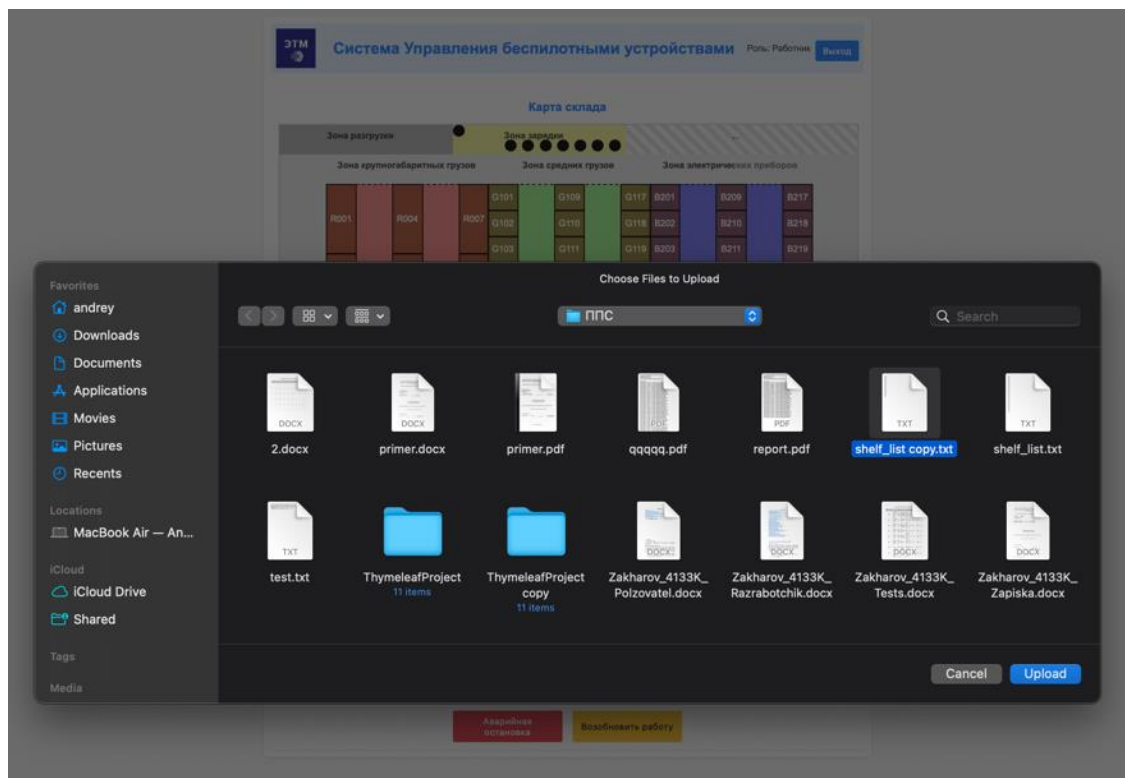 ЭТМ
Система Управления беспилотными устройствами
Роль: Работник
Выход
Карта склада
Зона разгрузки
Зона зарядки
...
Зона крупногабаритных грузов
Зона средних грузов
Зона электрических приборов
G101 G109 G117 B201 B209 B217
R001 R004 R007 G102 G110 G118 B202 B210 B218
G103 G111 G119 B203 B211 B219
Choose Files to Upload
Favorites
andrey
Downloads
Documents
Applications
Movies
Pictures
Recents
Locations
MacBook Air — An...
iCloud
iCloud Drive
Shared
Tags
Media
ппс
Search
DOCX
2.docx
DOCX
primer.docx
primer.pdf
PDF
qqqqq.pdf
PDF
report.pdf
TXT
shelf_list copy.txt
TXT
shelf_list.txt
TXT
test.txt
ThymeleafProject
11 items
ThymeleafProject
copy
11 items
DOCX
Zakharov_4133K_
Polzovatel.docx
DOCX
Zakharov_4133K_
Razrabotchik.docx
DOCX
Zakharov_4133K_
Tests.docx
DOCX
Zakharov_4133K_
Zapiska.docx
Cancel
Upload
Аварийная
остановка
Возобновить работу